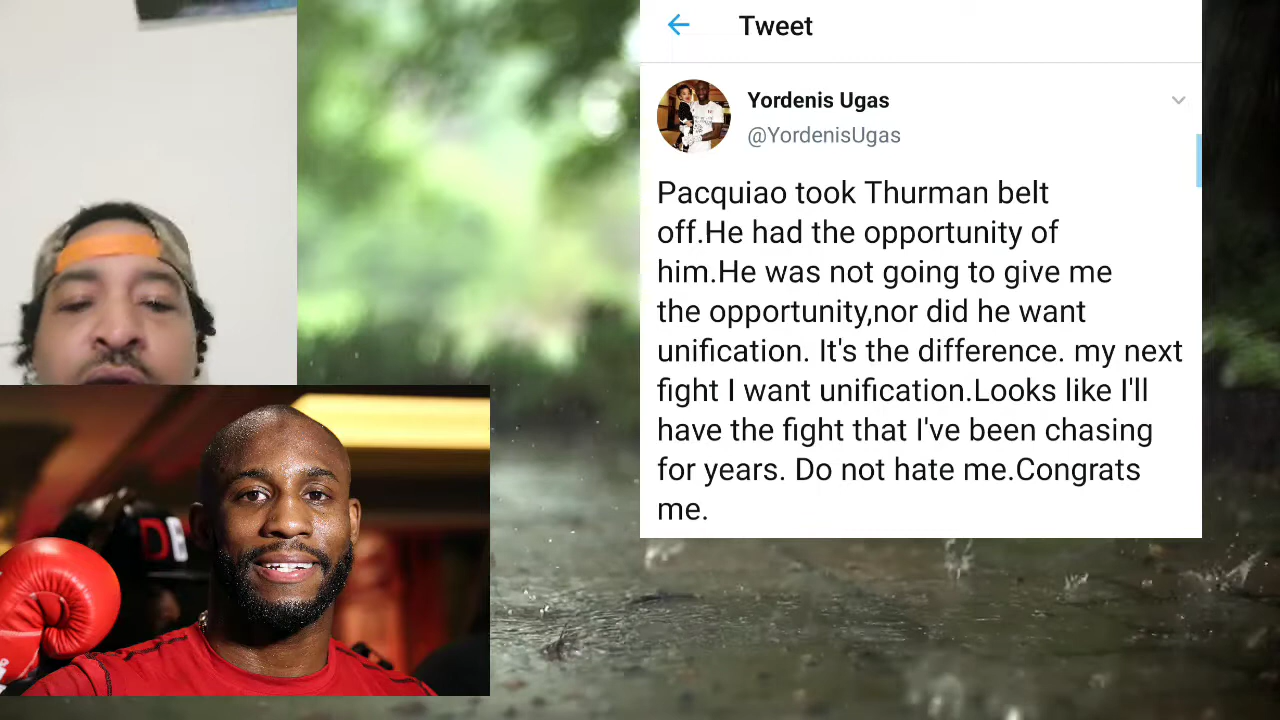 Tweet
Yordenis Ugas
@YordenisUgas
Pacquiao took Thurman belt
off.He had the opportunity of
him.He was not going to give me
the opportunity,nor did he want
unification. It's the difference. my next
fight I want unification.Looks like I'll
have the fight that I've been chasing
for years. Do not hate me.Congrats
me.